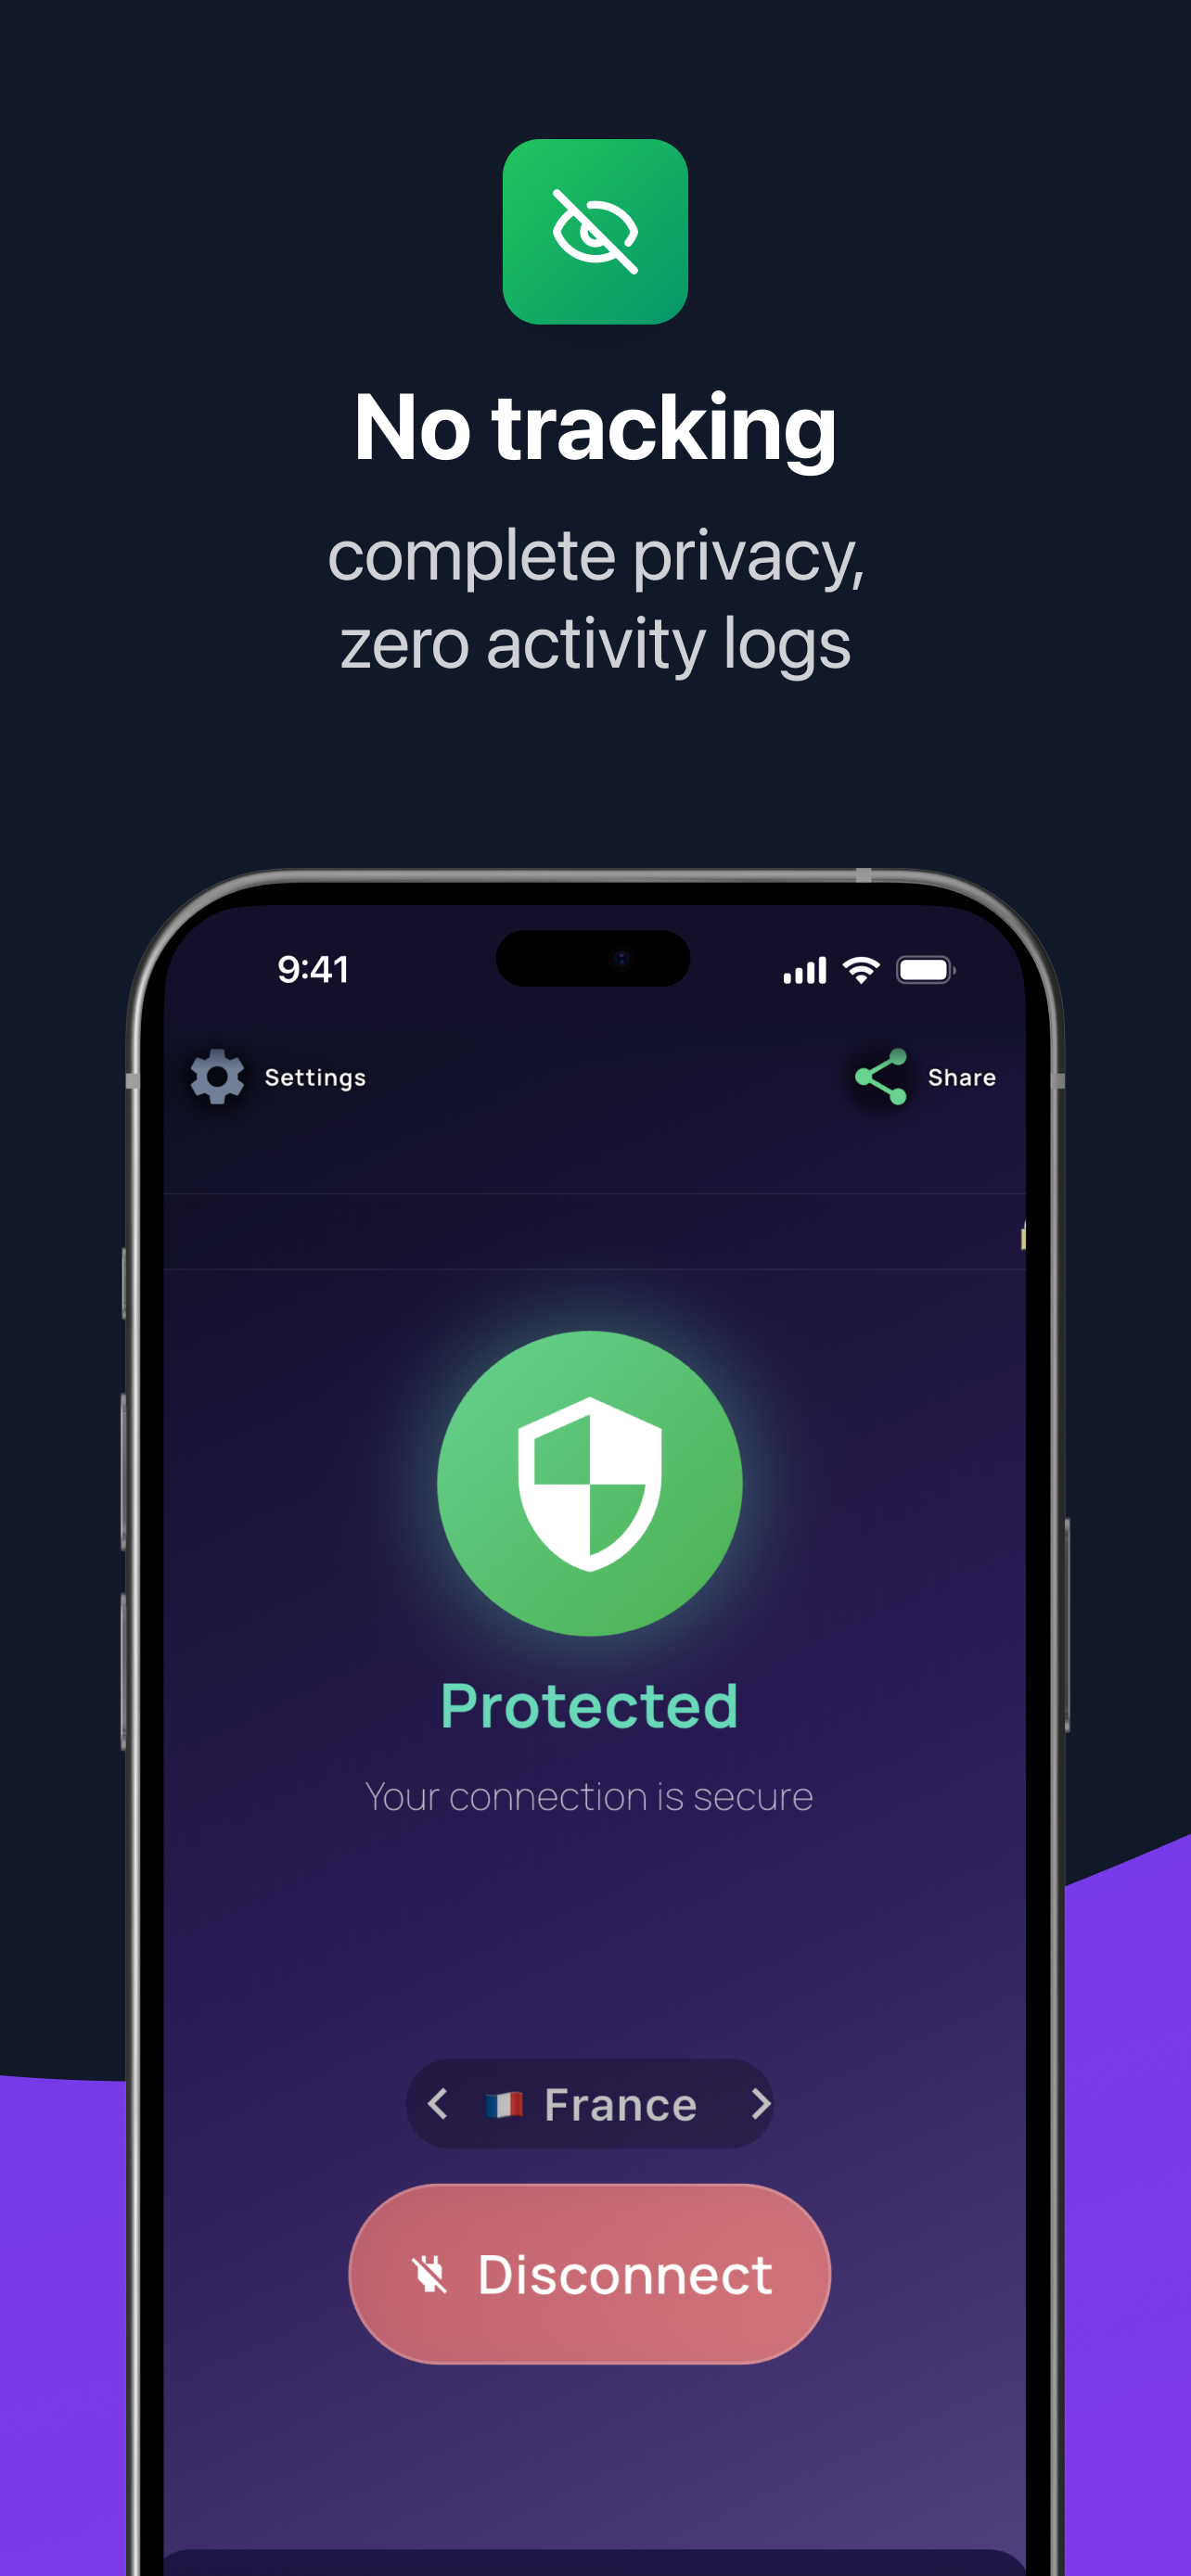 No tracking
complete privacy,
zero activity logs
9:41
Settings
Share
Protected
Your connection is secure
France
Disconnect